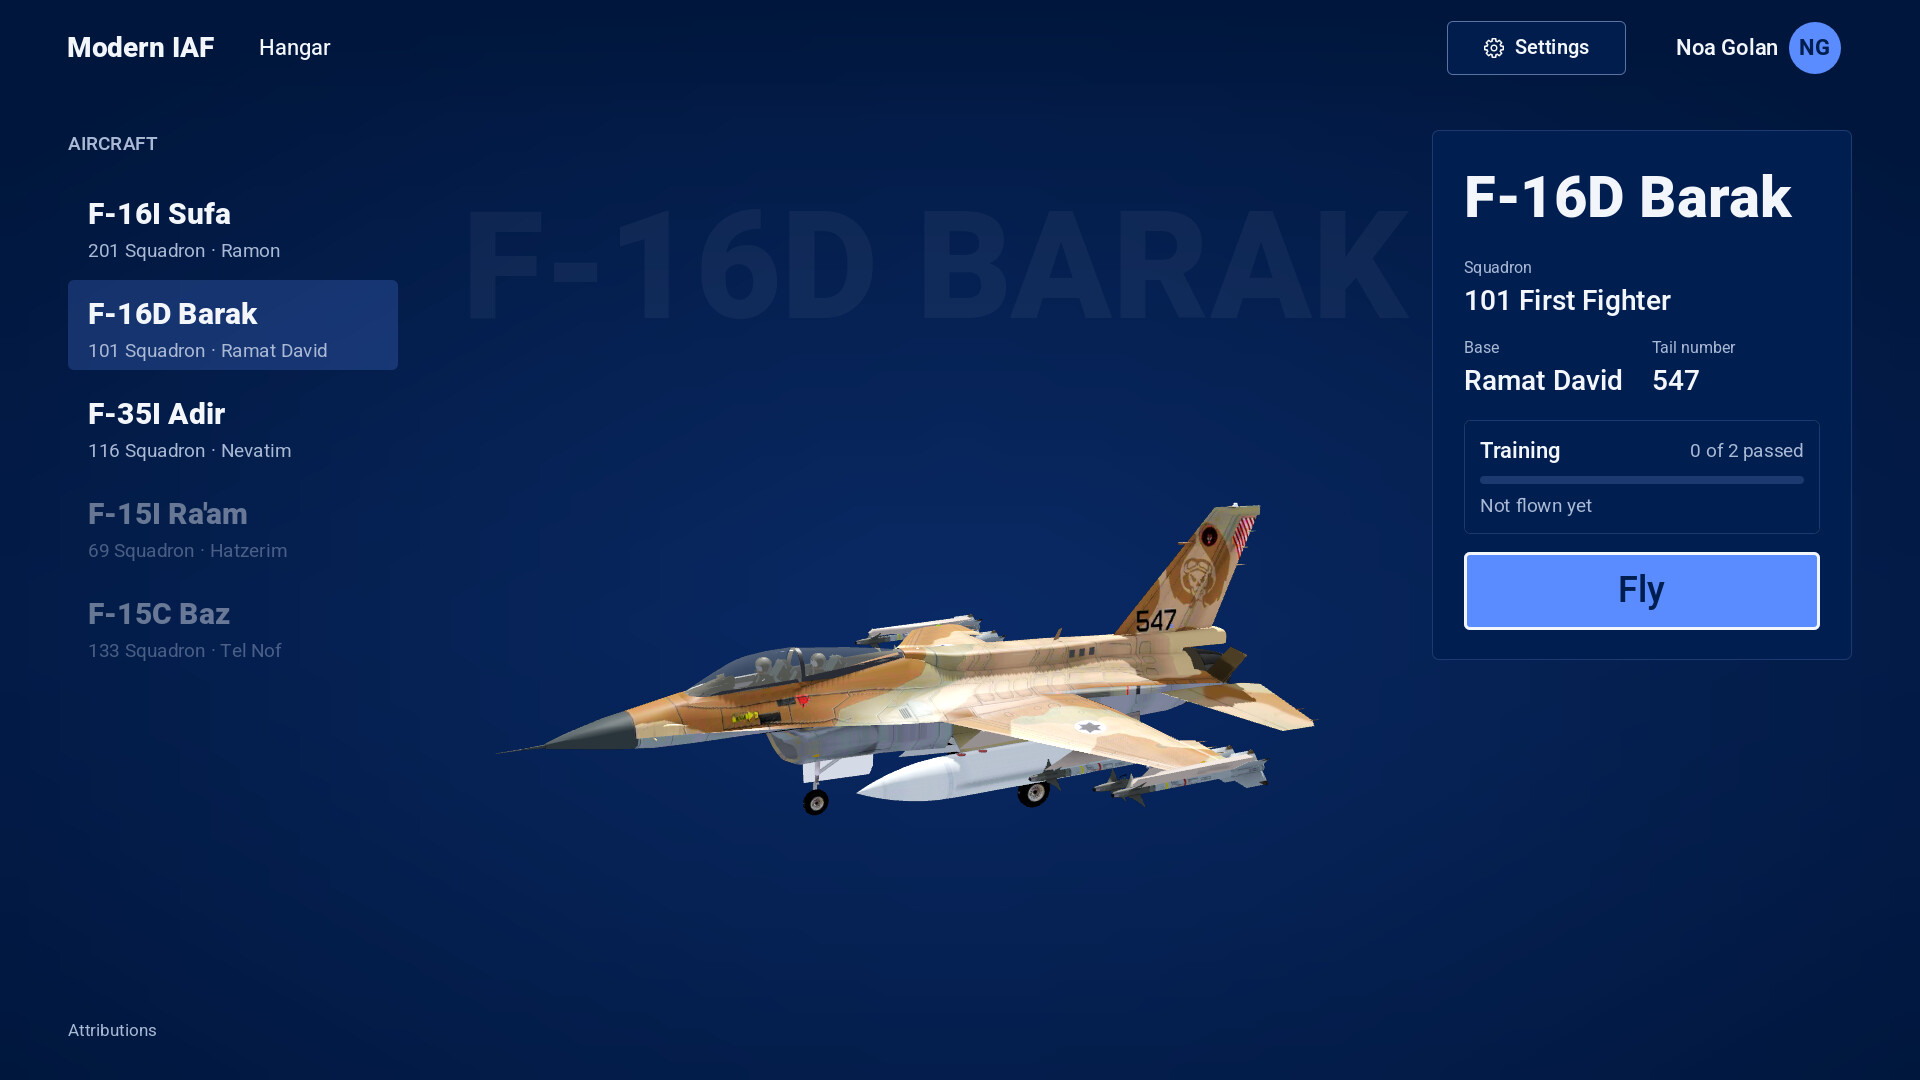 Modern IAF
Hangar
Settings
Noa Golan
NG
AIRCRAFT
F-16I Sufa
201 Squadron · Ramon
F-16D Barak
101 Squadron · Ramat David
F-35I Adir
116 Squadron · Nevatim
F-15I Ra'am
69 Squadron · Hatzerim
F-15C Baz
133 Squadron · Tel Nof
F-16D BARAK
547
F-16D Barak
Squadron
101 First Fighter
Base
Ramat David
Tail number
547
Training
0 of 2 passed
Not flown yet
Fly
Attributions